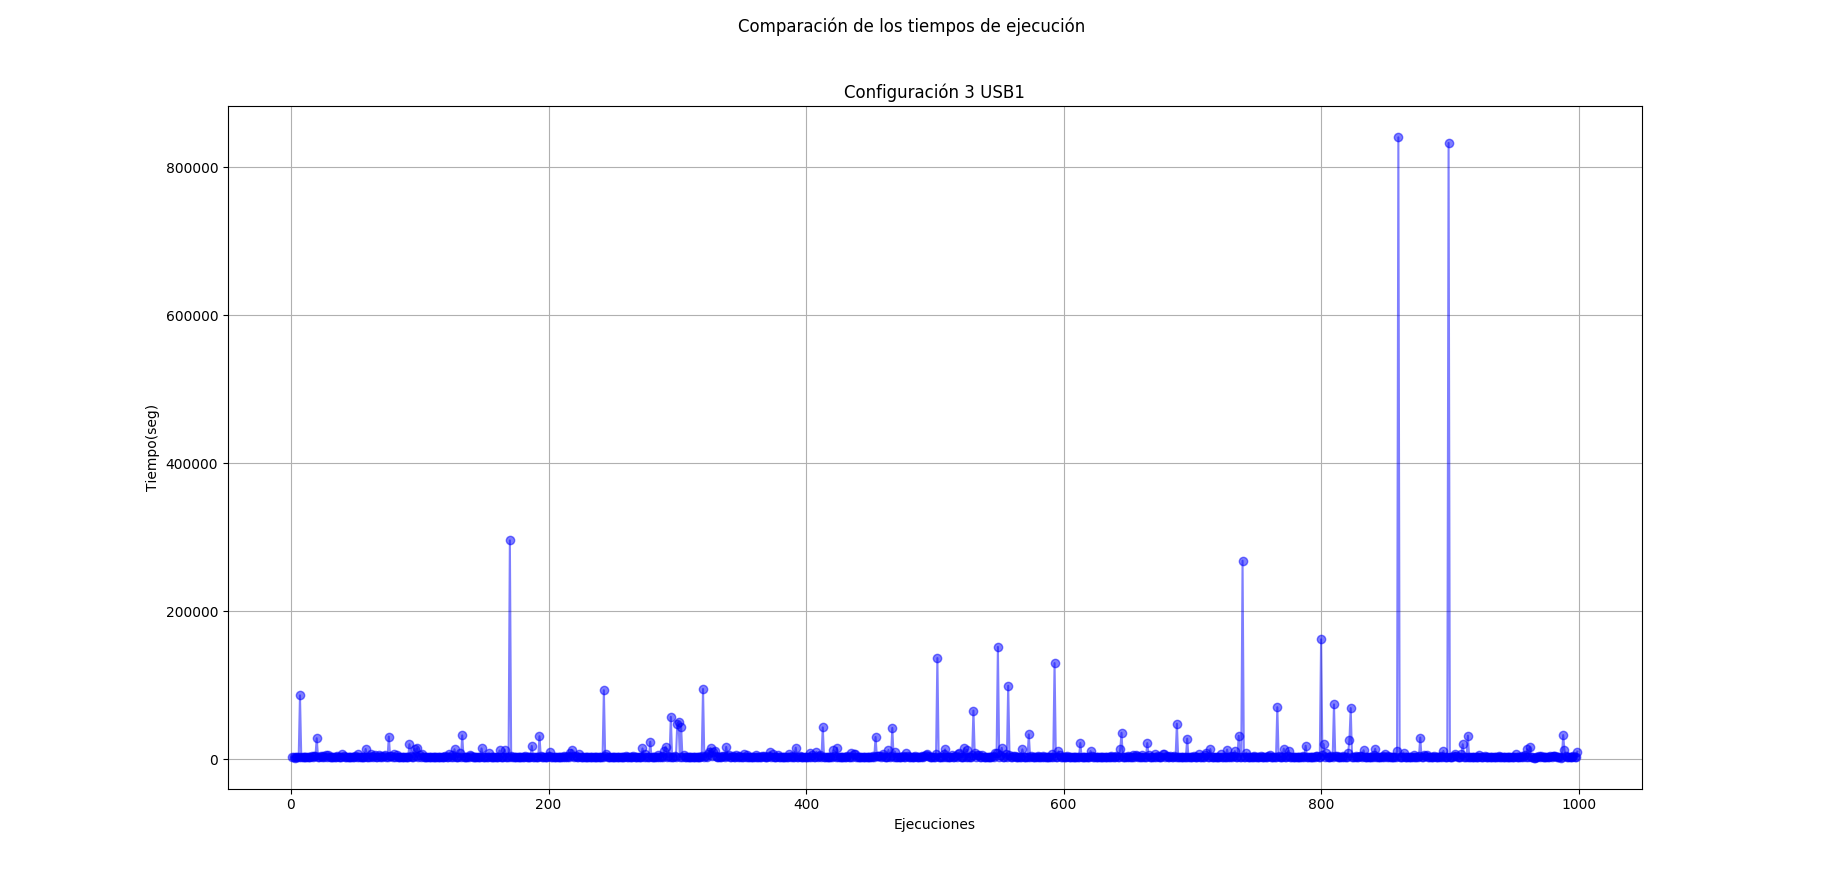 Comparación de los tiempos de ejecución
Configuración 3 USB1
800000
600000
400000
200000
0
Tiempo(seg)
0 200 400 600 800 1000
Ejecuciones